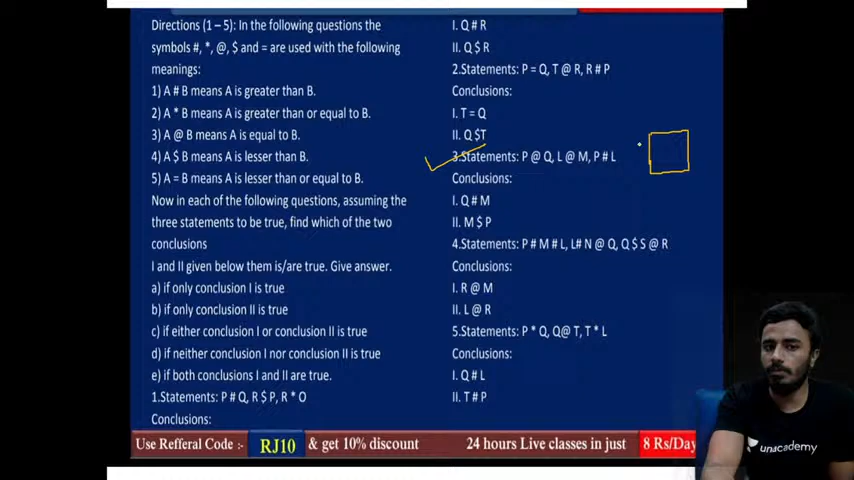 Directions (1 – 5): In the following questions the
symbols #, *, @, $ and = are used with the following
meanings:
1) A # B means A is greater than B.
2) A * B means A is greater than or equal to B.
3) A @ B means A is equal to B.
4) A $ B means A is lesser than B.
5) A = B means A is lesser than or equal to B.
Now in each of the following questions, assuming the
three statements to be true, find which of the two
conclusions
I and II given below them is/are true. Give answer.
a) if only conclusion I is true
b) if only conclusion II is true
c) if either conclusion I or conclusion II is true
d) if neither conclusion I nor conclusion II is true
e) if both conclusions I and II are true.
1.Statements: P # Q, R $ P, R * O
Conclusions:
I. Q # R
II. Q $ R
2.Statements: P = Q, T @ R, R # P
Conclusions:
I. T = Q
II. Q $T
3.Statements: P @ Q, L @ M, P # L
Conclusions:
I. Q # M
II. M $ P
4.Statements: P # M # L, L# N @ Q, Q $ S @ R
Conclusions:
I. R @ M
II. L @ R
5.Statements: P * Q, Q@ T, T * L
Conclusions:
I. Q # L
II. T # P
unacademy
Use Refferal Code :- RJ10 & get 10% discount 24 hours Live classes in just 8 Rs/Day